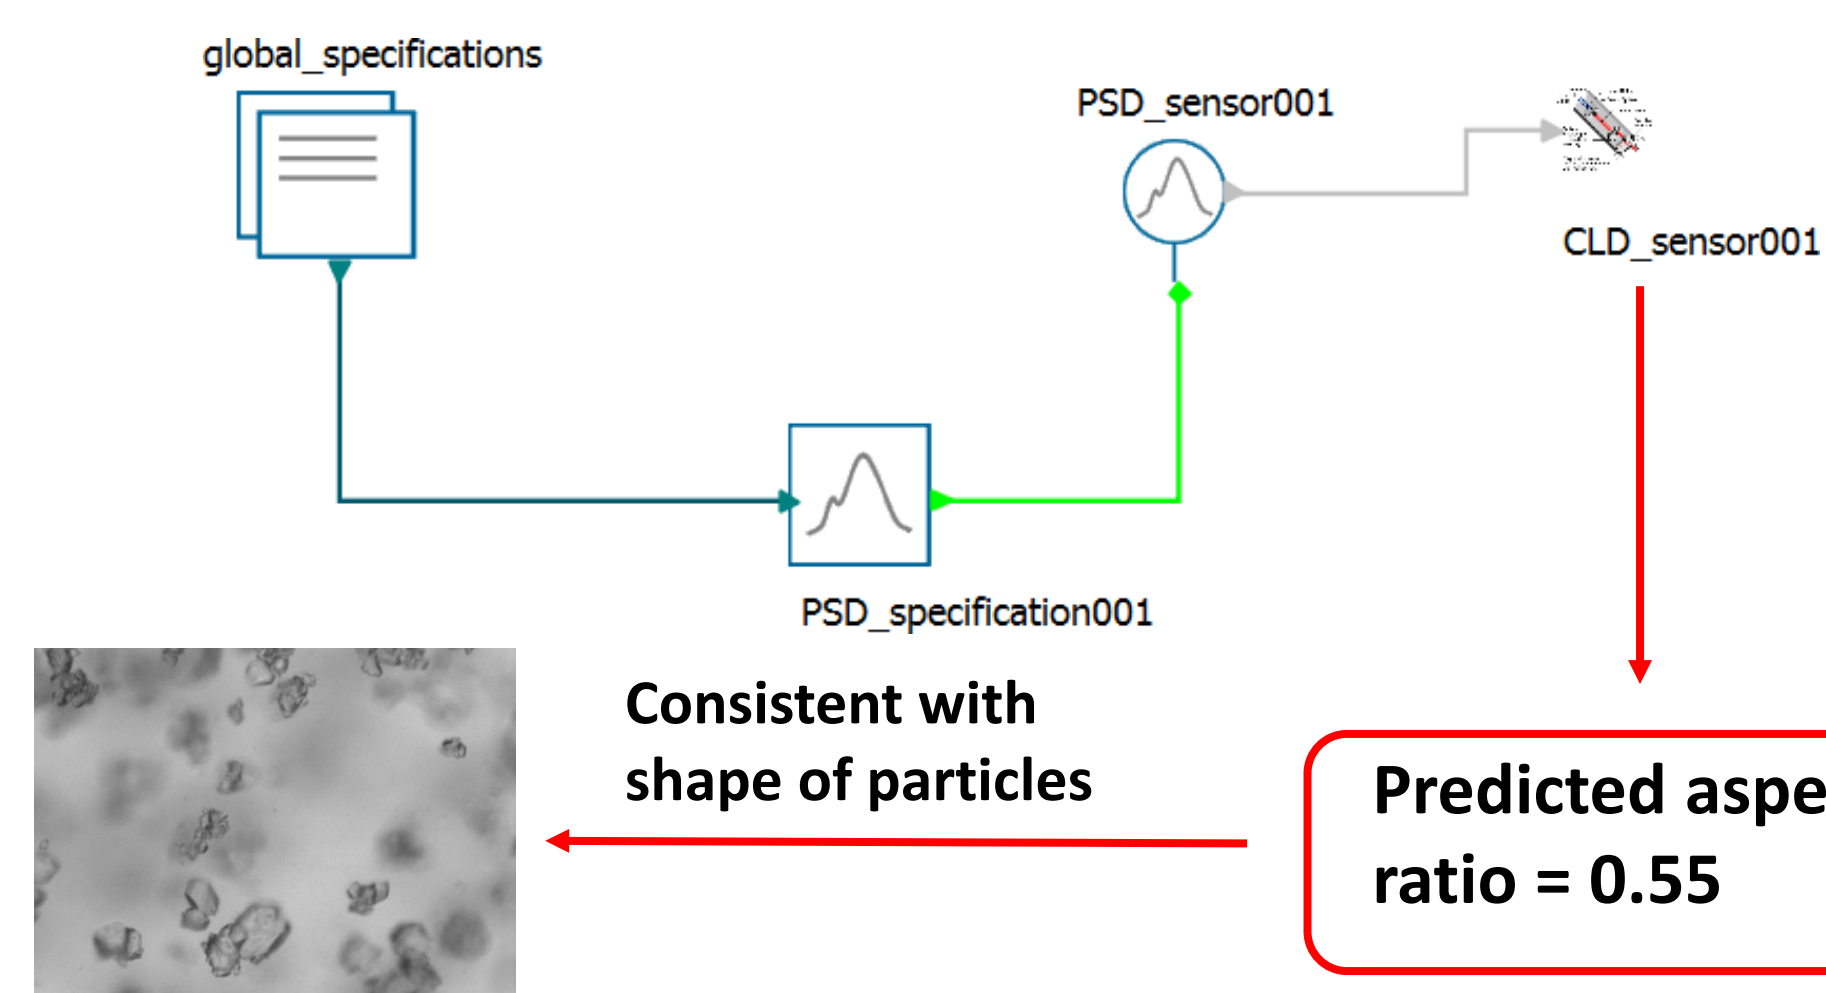 global_specifications
PSD_sensor001
CLD_sensor001
PSD_specification001
Consistent with
shape of particles
Predicted aspe
ratio = 0.55